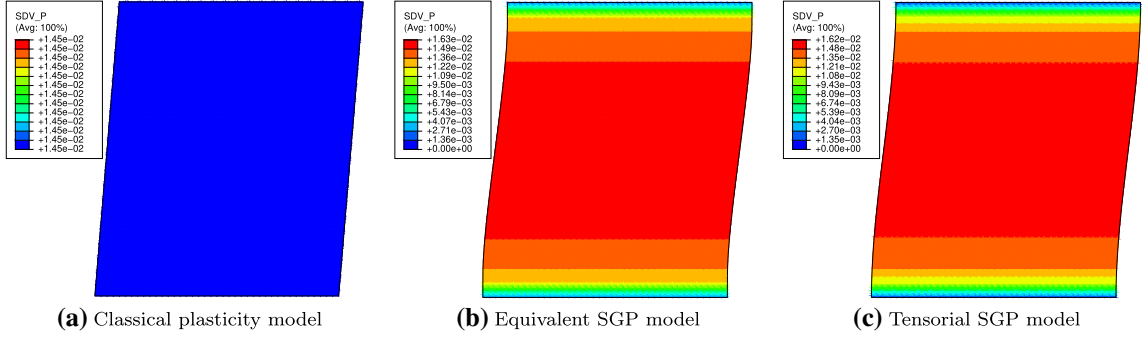 SDV_P
(Avg: 100%)
+1.45e−02
+1.45e−02
+1.45e−02
+1.45e−02
+1.45e−02
+1.45e−02
+1.45e−02
+1.45e−02
+1.45e−02
+1.45e−02
+1.45e−02
+1.45e−02
+1.45e−02
(a) Classical plasticity model
SDV_P
(Avg: 100%)
+1.63e−02
+1.49e−02
+1.36e−02
+1.22e−02
+1.09e−02
+9.50e−03
+8.14e−03
+6.79e−03
+5.43e−03
+4.07e−03
+2.71e−03
+1.36e−03
+0.00e+00
(b) Equivalent SGP model
SDV_P
(Avg: 100%)
+1.62e−02
+1.48e−02
+1.35e−02
+1.21e−02
+1.08e−02
+9.43e−03
+8.09e−03
+6.74e−03
+5.39e−03
+4.04e−03
+2.70e−03
+1.35e−03
+0.00e+00
(c) Tensorial SGP model